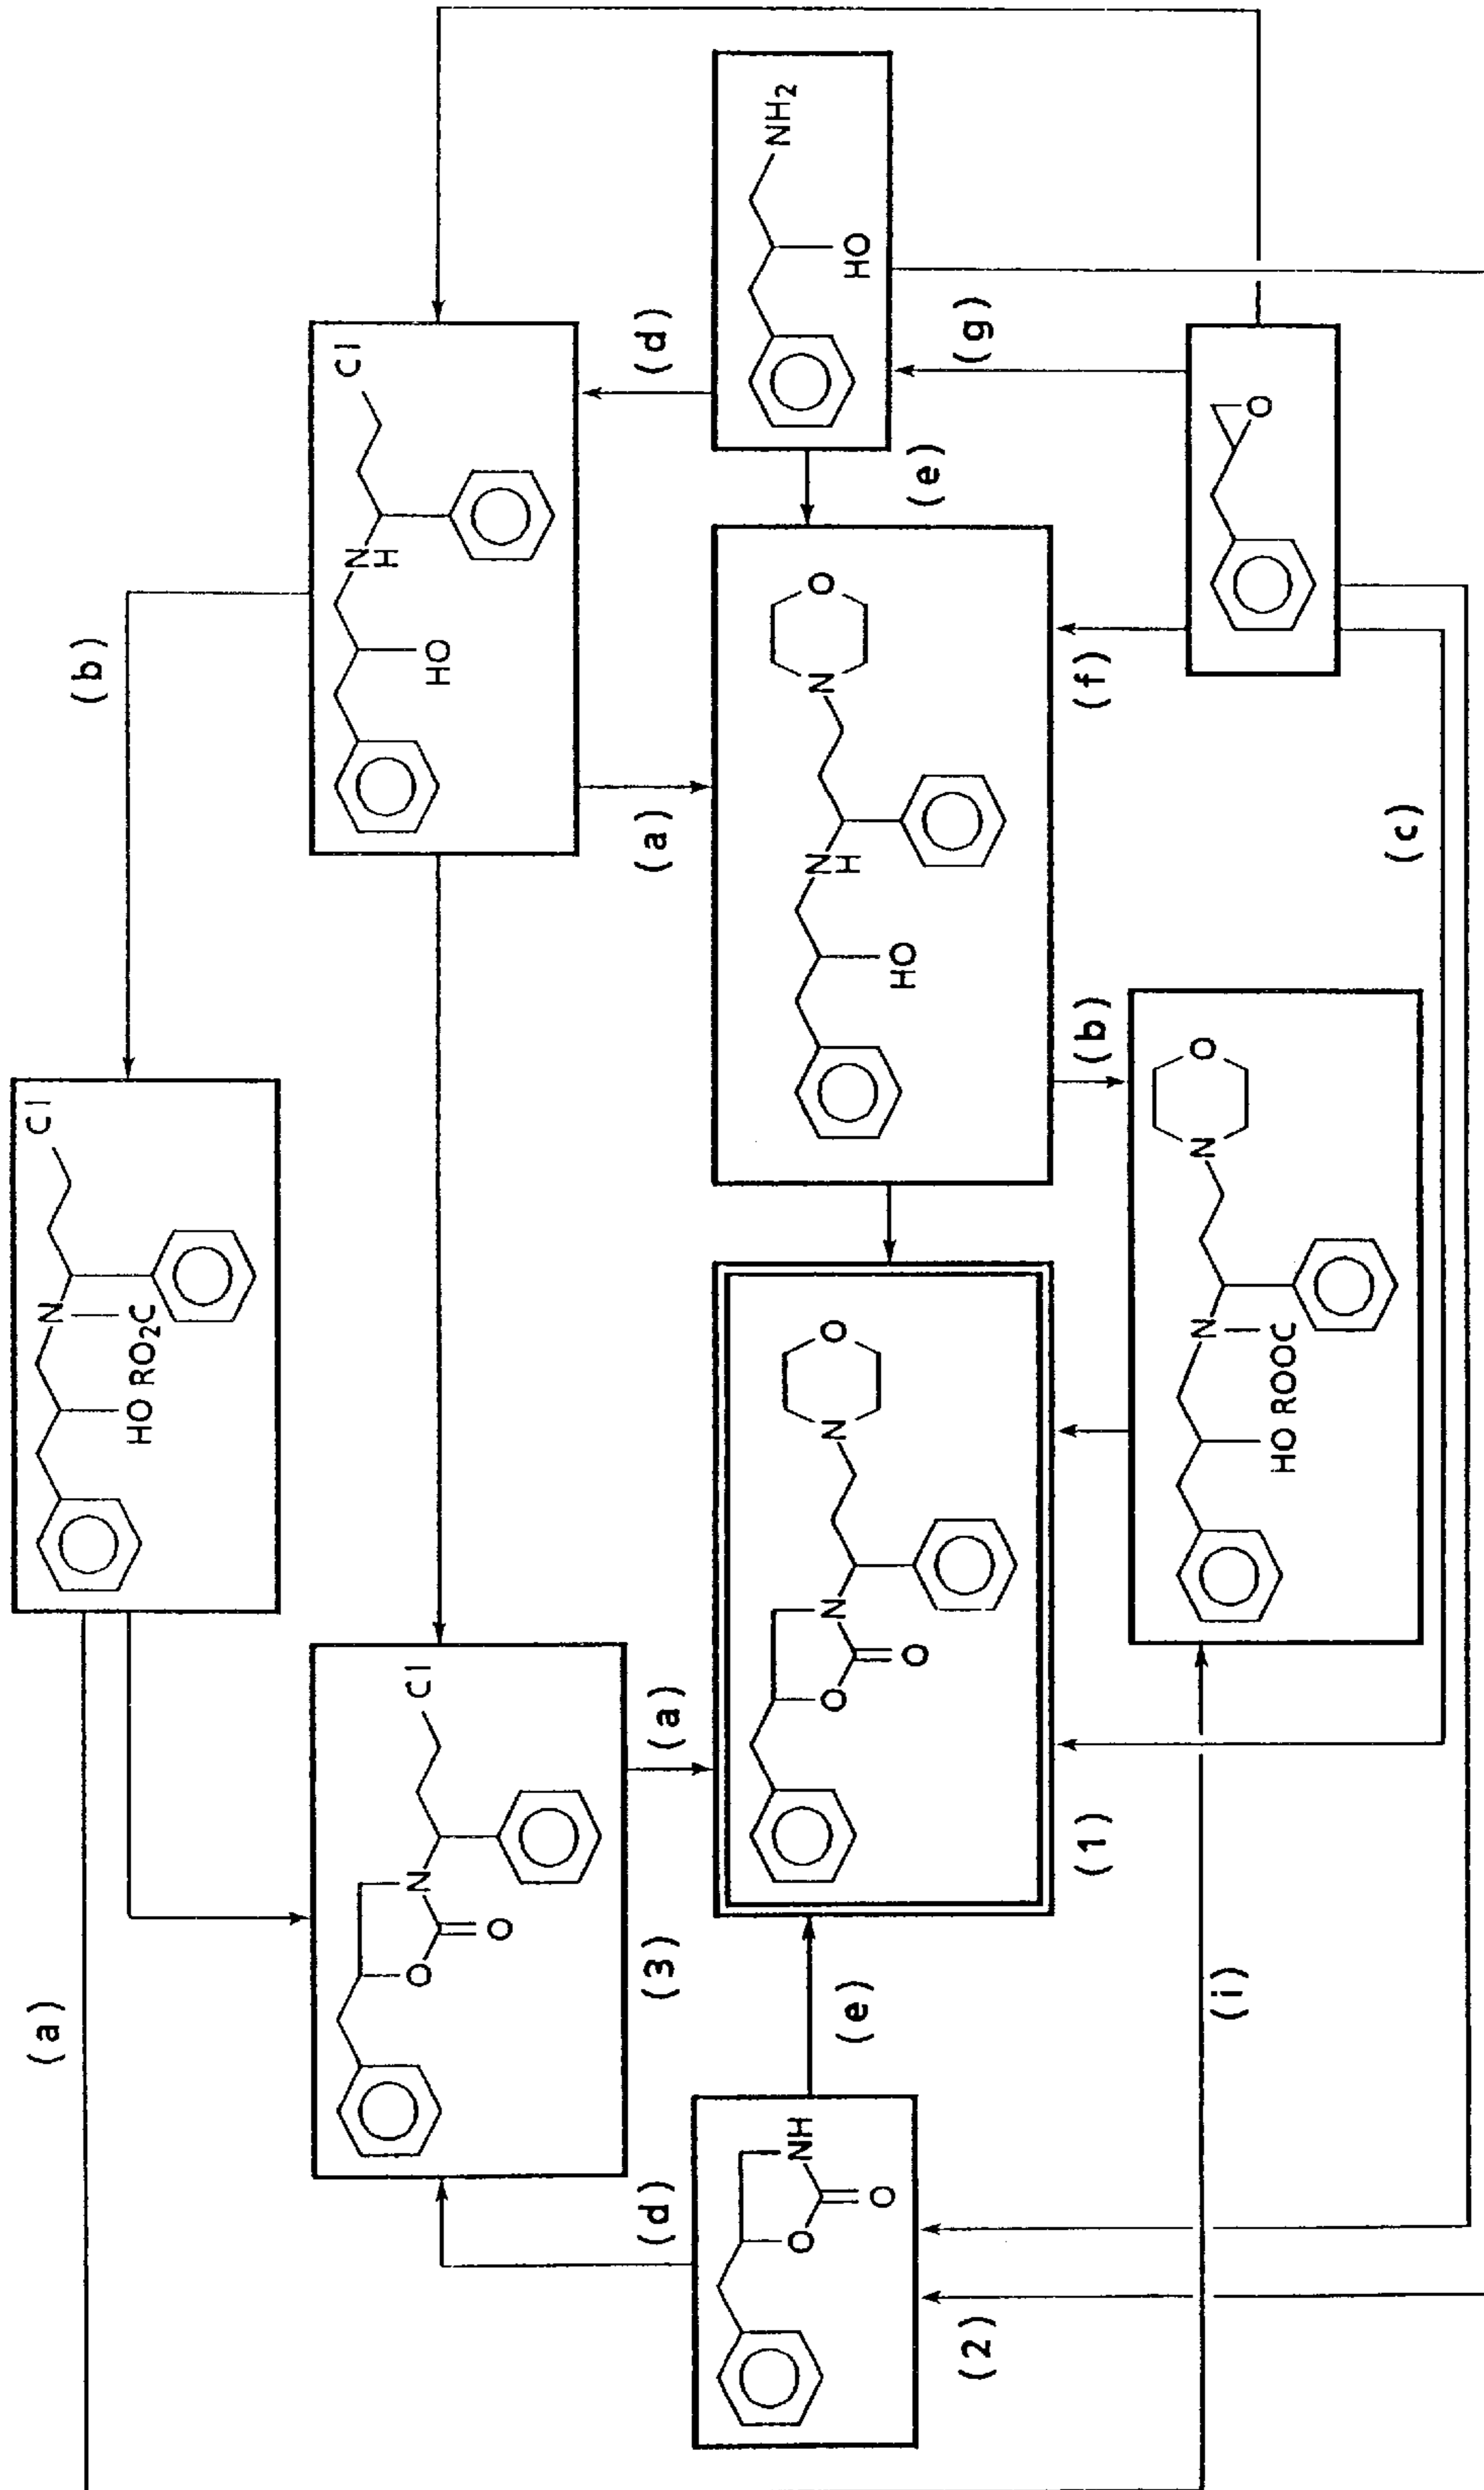 (a)
Cl
N
HO RO₂C
(b)
Cl
N
H
HO
Cl
N
O
O
(d)
(3)
(a)
(a)
(d)
NH
O
O
O
N
N
O
O
O
N
N
H
HO
NH₂
HO
(2)
(e)
(e)
(g)
(1)
(b)
(f)
(i)
O
N
N
HO ROOC
O
(c)